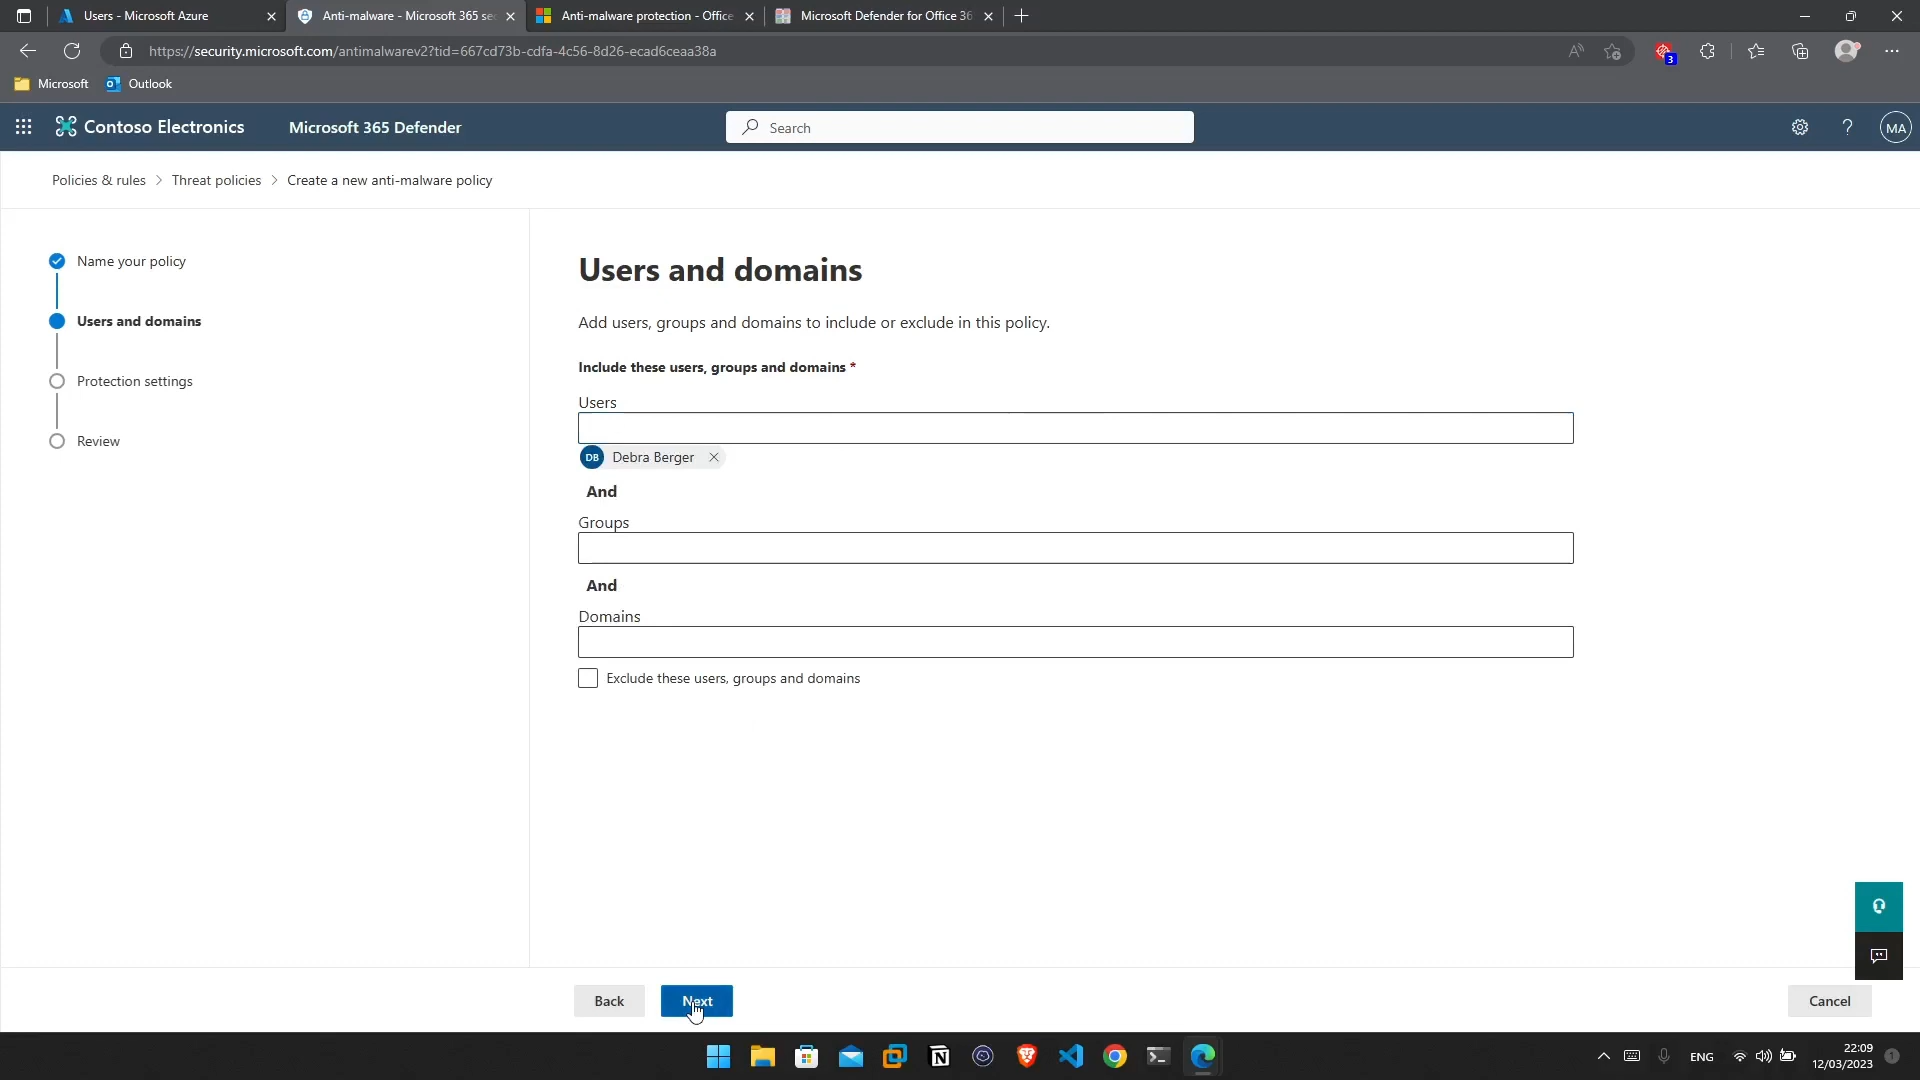 Users - Microsoft Azure
Anti-malware - Microsoft 365 sec
Anti-malware protection - Office
Microsoft Defender for Office 36
https://security.microsoft.com/antimalwarev2?tid=667cd73b-cdfa-4c56-8d26-ecad6ceaa38a
3
Microsoft
Outlook
Contoso Electronics
Microsoft 365 Defender
Search
?
MA
Policies & rules > Threat policies > Create a new anti-malware policy
Name your policy
Users and domains
Protection settings
Review
Users and domains
Add users, groups and domains to include or exclude in this policy.
Include these users, groups and domains *
Users
DB Debra Berger
And
Groups
And
Domains
Exclude these users, groups and domains
Back
Next
Cancel
ENG
22:09
12/03/2023
1